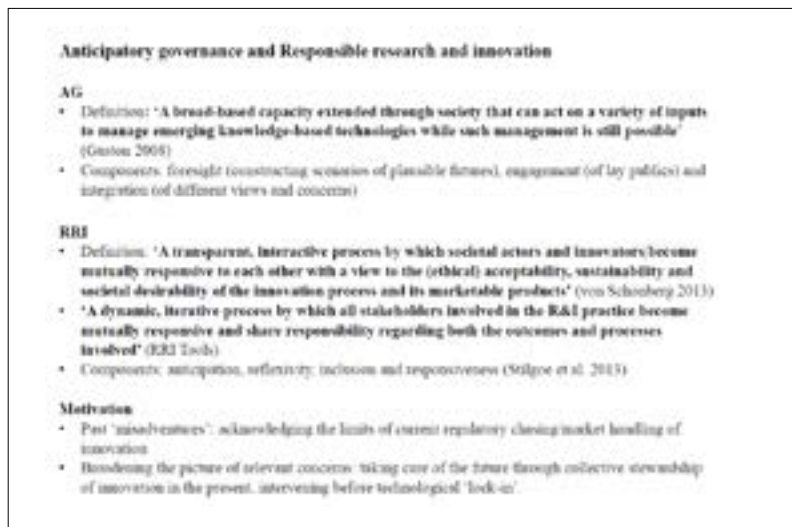 Anticipatory governance and Responsible research and innovation
AG
• Definition: ‘A broad-based capacity extended through society that can act on a variety of inputs
to manage emerging knowledge-based technologies while such management is still possible’
(Guston 2008)
• Components: foresight (constructing scenarios of plausible futures), engagement (of lay publics) and
integration (of different views and concerns)
RRI
• Definition: ‘A transparent, interactive process by which societal actors and innovators become
mutually responsive to each other with a view to the (ethical) acceptability, sustainability and
societal desirability of the innovation process and its marketable products’ (von Schomberg 2013)
• ‘A dynamic, iterative process by which all stakeholders involved in the R&I practice become
mutually responsive and share responsibility regarding both the outcomes and processes
involved’ (RRI Tools)
• Components: anticipation, reflexivity, inclusion and responsiveness (Stilgoe et al. 2013)
Motivation
• Past ‘misadventures’: acknowledging the limits of current regulatory chasing/market handling of
innovation
• Broadening the picture of relevant concerns: taking care of the future through collective stewardship
of innovation in the present, intervening before technological ‘lock-in’